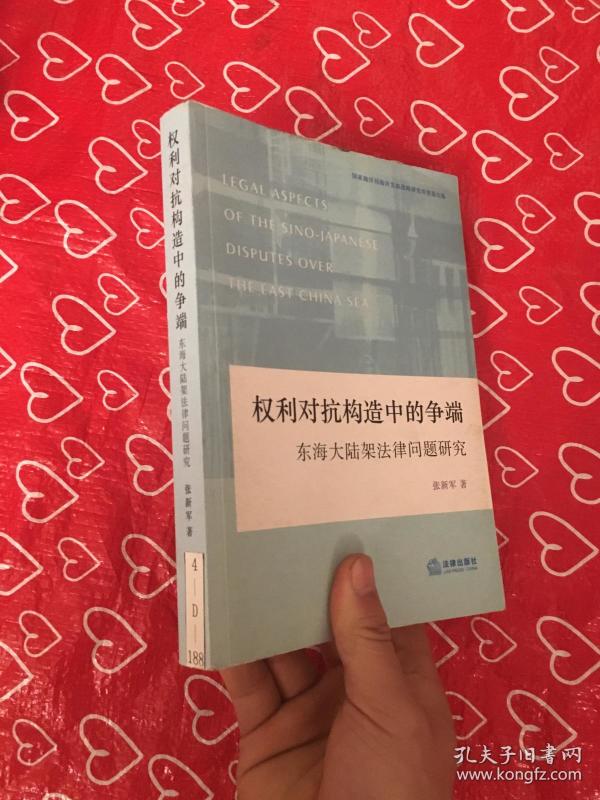 权利对抗构造中的争端
东海大陆架法律问题研究
张新军 著
4
D
188
LEGAL ASPECTS
OF THE SINO-JAPANESE
DISPUTES OVER
THE EAST CHINA SEA
权利对抗构造中的争端
东海大陆架法律问题研究
张新军 著
法律出版社
LAW PRESS·CHINA
孔夫子旧书网
www.kongfz.com